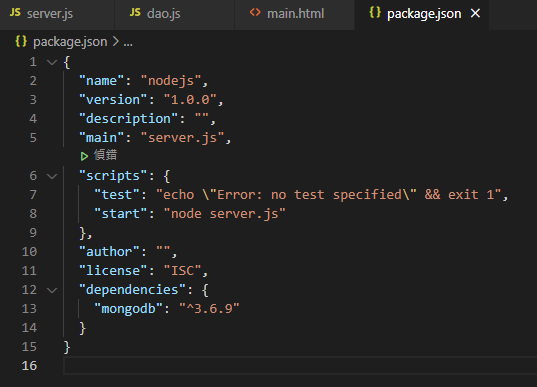 JS server.js JS dao.js <> main.html {} package.json ×
{} package.json > ...
1 {
2 "name": "nodejs",
3 "version": "1.0.0",
4 "description": "",
5 "main": "server.js",
偵錯
6 "scripts": {
7 "test": "echo \"Error: no test specified\" && exit 1",
8 "start": "node server.js"
9 },
10 "author": "",
11 "license": "ISC",
12 "dependencies": {
13 "mongodb": "^3.6.9"
14 }
15 }
16